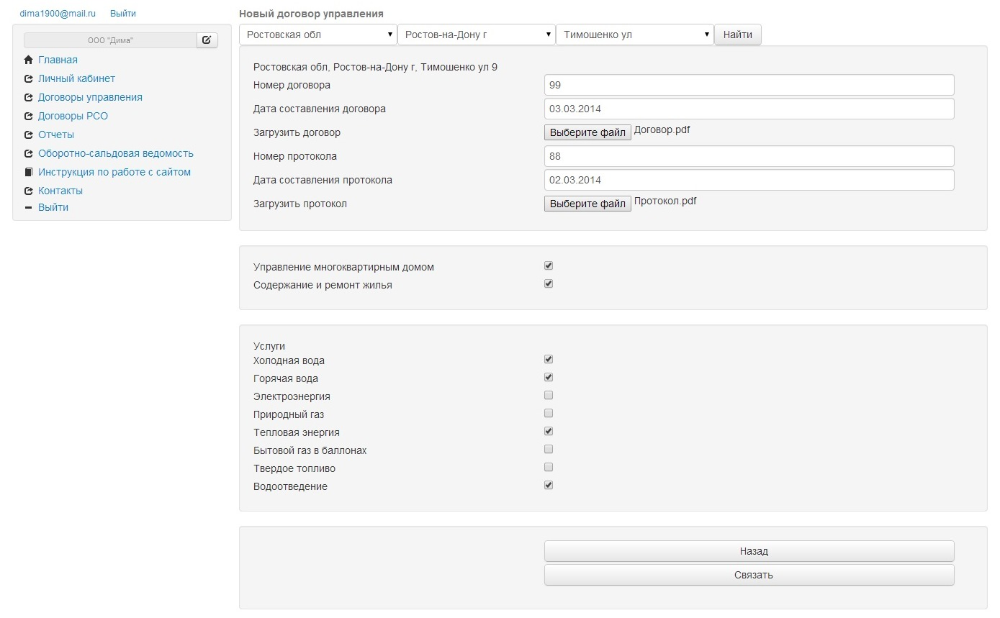 dima1900@mail.ru Выйти
ООО "Дима"
Главная
Личный кабинет
Договоры управления
Договоры РСО
Отчеты
Оборотно-сальдовая ведомость
Инструкция по работе с сайтом
Контакты
Выйти
Новый договор управления
Ростовская обл Ростов-на-Дону г Тимошенко ул Найти
Ростовская обл, Ростов-на-Дону г, Тимошенко ул 9
Номер договора 99
Дата составления договора 03.03.2014
Загрузить договор Выберите файл Договор.pdf
Номер протокола 88
Дата составления протокола 02.03.2014
Загрузить протокол Выберите файл Протокол.pdf
Управление многоквартирным домом
Содержание и ремонт жилья
Услуги
Холодная вода
Горячая вода
Электроэнергия
Природный газ
Тепловая энергия
Бытовой газ в баллонах
Твердое топливо
Водоотведение
Назад
Связать